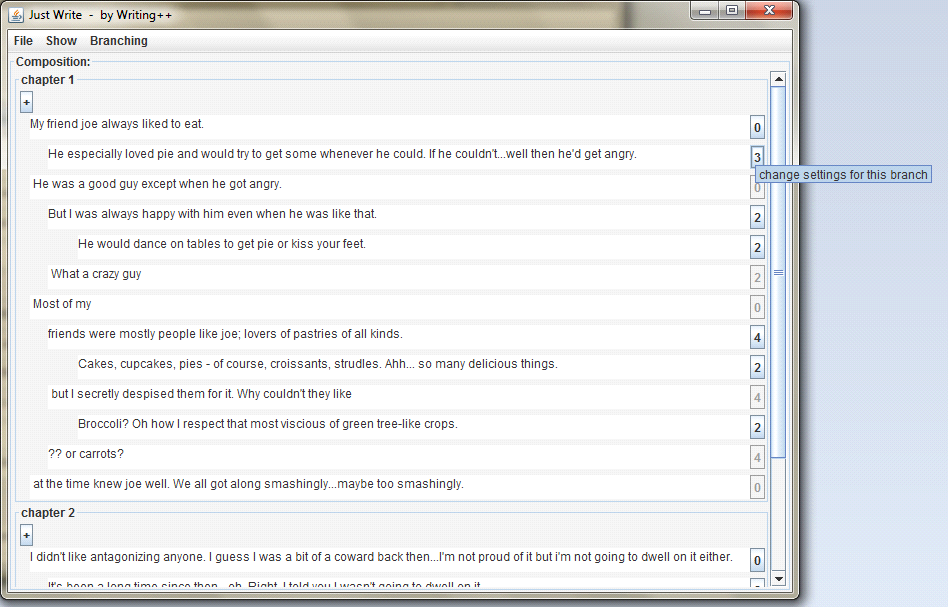 Just Write - by Writing++
File Show Branching
Composition:
chapter 1
+
My friend joe always liked to eat. 0
He especially loved pie and would try to get some whenever he could. If he couldn't...well then he'd get angry. 3
change settings for this branch
He was a good guy except when he got angry. 0
But I was always happy with him even when he was like that. 2
He would dance on tables to get pie or kiss your feet. 2
What a crazy guy 2
Most of my 0
friends were mostly people like joe; lovers of pastries of all kinds. 4
Cakes, cupcakes, pies - of course, croissants, strudles. Ahh... so many delicious things. 2
but I secretly despised them for it. Why couldn't they like 4
Broccoli? Oh how I respect that most viscious of green tree-like crops. 2
?? or carrots? 4
at the time knew joe well. We all got along smashingly...maybe too smashingly. 0
chapter 2
+
I didn't like antagonizing anyone. I guess I was a bit of a coward back then...I'm not proud of it but i'm not going to dwell on it either. 0
It's been a long time since then...oh. Right, I told you I wasn't going to dwell on it